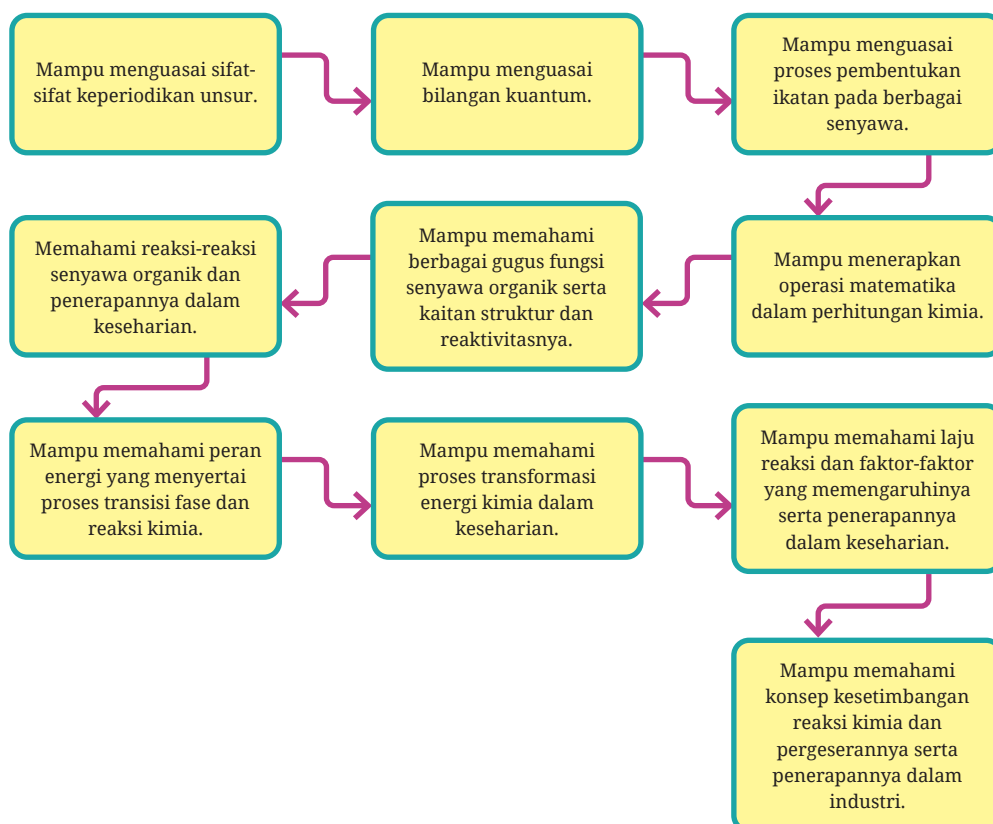 Mampu menguasai sifat-
sifat keperiodikan unsur.
Mampu menguasai
bilangan kuantum.
Mampu menguasai
proses pembentukan
ikatan pada berbagai
senyawa.
Mampu menerapkan
operasi matematika
dalam perhitungan kimia.
Mampu memahami
berbagai gugus fungsi
senyawa organik serta
kaitan struktur dan
reaktivitasnya.
Memahami reaksi-reaksi
senyawa organik dan
penerapannya dalam
keseharian.
Mampu memahami peran
energi yang menyertai
proses transisi fase dan
reaksi kimia.
Mampu memahami
proses transformasi
energi kimia dalam
keseharian.
Mampu memahami laju
reaksi dan faktor-faktor
yang memengaruhinya
serta penerapannya
dalam keseharian.
Mampu memahami
konsep kesetimbangan
reaksi kimia dan
pergeserannya serta
penerapannya dalam
industri.